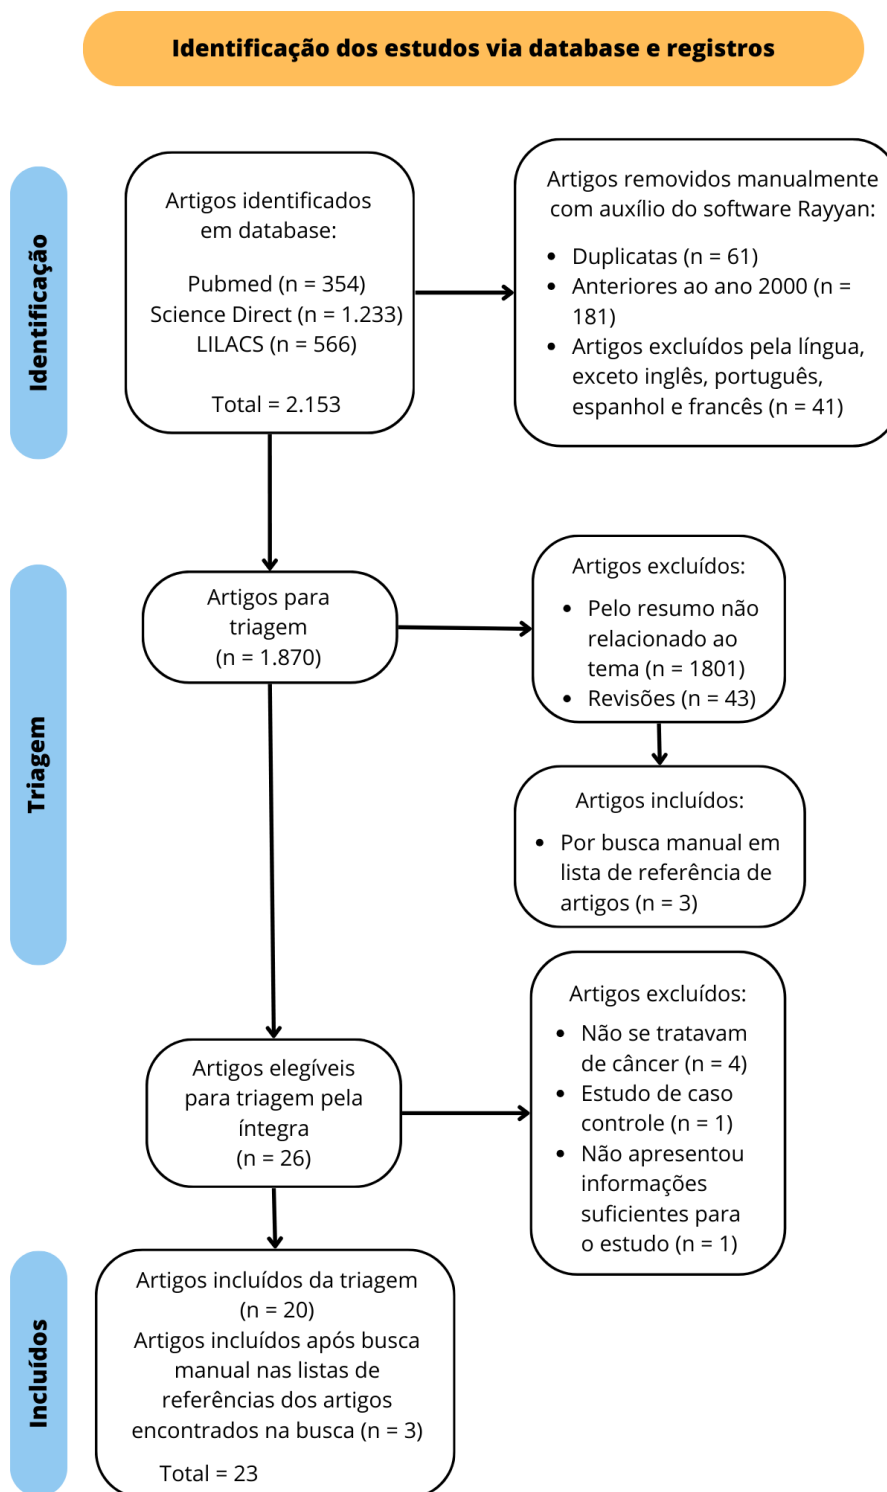 Identificação dos estudos via database e registros
Identificação
Artigos identificados
em database:
Pubmed (n = 354)
Science Direct (n = 1.233)
LILACS (n = 566)
Total = 2.153
Artigos removidos manualmente
com auxílio do software Rayyan:
• Duplicatas (n = 61)
• Anteriores ao ano 2000 (n =
181)
• Artigos excluídos pela língua,
exceto inglês, português,
espanhol e francês (n = 41)
Triagem
Artigos para
triagem
(n = 1.870)
Artigos excluídos:
• Pelo resumo não
relacionado ao
tema (n = 1801)
• Revisões (n = 43)
Artigos incluídos:
• Por busca manual em
lista de referência de
artigos (n = 3)
Artigos elegíveis
para triagem pela
íntegra
(n = 26)
Artigos excluídos:
• Não se tratavam
de câncer (n = 4)
• Estudo de caso
controle (n = 1)
• Não apresentou
informações
suficientes para
o estudo (n = 1)
Incluídos
Artigos incluídos da triagem
(n = 20)
Artigos incluídos após busca
manual nas listas de
referências dos artigos
encontrados na busca (n = 3)
Total = 23